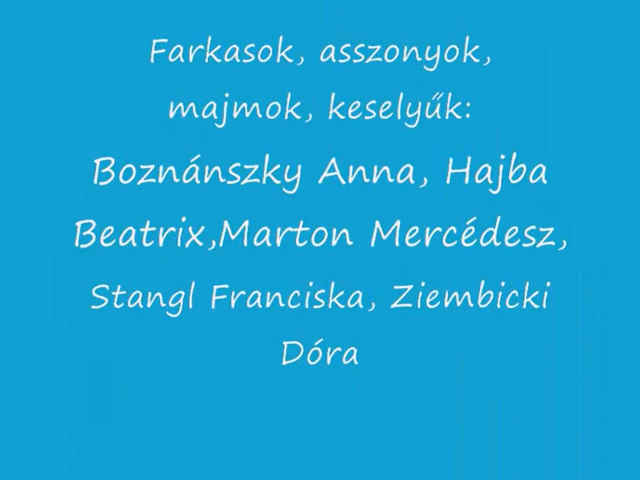 Farkasok, asszonyok,
majmok, keselyűk:
Boznánszky Anna, Hajba
Beatrix,Marton Mercédesz,
Stangl Franciska, Ziembicki
Dóra